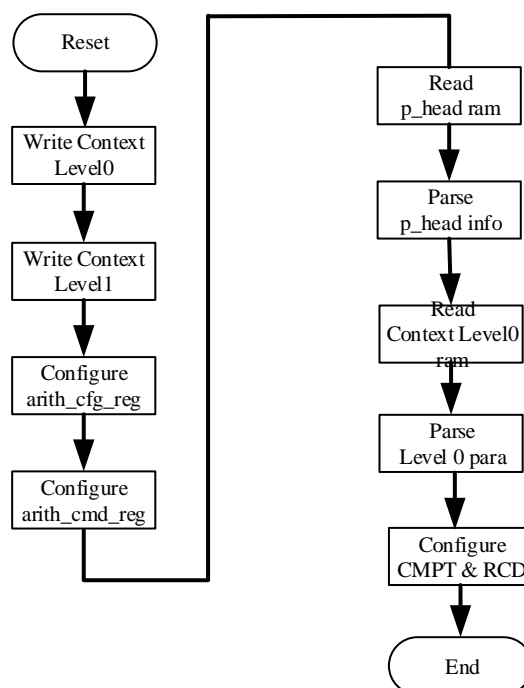 Reset
Write Context
Level0
Write Context
Level1
Configure
arith_cfg_reg
Configure
arith_cmd_reg
Read
p_head ram
Parse
p_head info
Read
Context Level0
ram
Parse
Level 0 para
Configure
CMPT & RCD
End